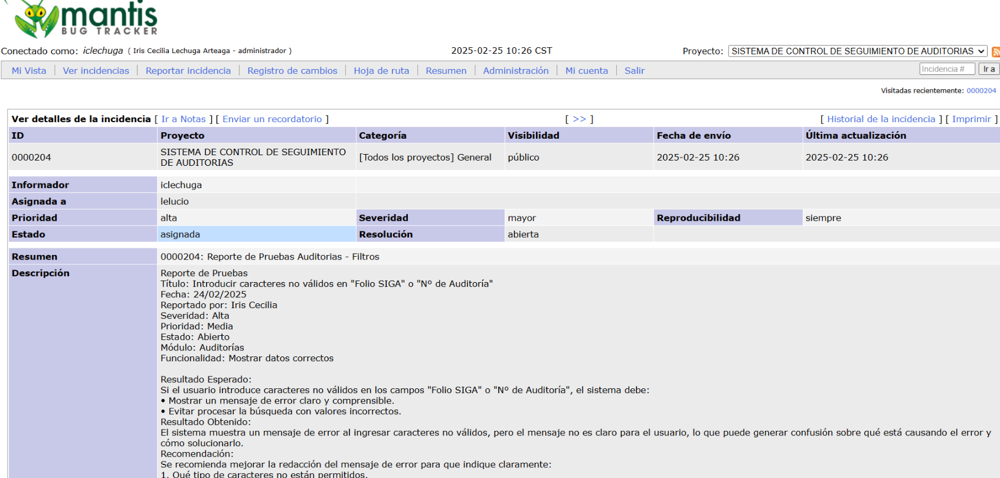 mantis
BUG TRACKER
Conectado como: iclechuga ( Iris Cecilia Lechuga Arteaga - administrador ) 2025-02-25 10:26 CST Proyecto: SISTEMA DE CONTROL DE SEGUIMIENTO DE AUDITORIAS
Mi Vista | Ver incidencias | Reportar incidencia | Registro de cambios | Hoja de ruta | Resumen | Administración | Mi cuenta | Salir Incidencia # Ir a
Visitadas recientemente: 0000204
Ver detalles de la incidencia [ Ir a Notas ] [ Enviar un recordatorio ] [ >> ] [ Historial de la incidencia ] [ Imprimir ]
ID Proyecto Categoría Visibilidad Fecha de envío Última actualización
0000204 SISTEMA DE CONTROL DE SEGUIMIENTO
DE AUDITORIAS [Todos los proyectos] General público 2025-02-25 10:26 2025-02-25 10:26
Informador iclechuga
Asignada a lelucio
Prioridad alta Severidad mayor Reproducibilidad siempre
Estado asignada Resolución abierta
Resumen 0000204: Reporte de Pruebas Auditorias - Filtros
Descripción Reporte de Pruebas
Título: Introducir caracteres no válidos en "Folio SIGA" o "Nº de Auditoría"
Fecha: 24/02/2025
Reportado por: Iris Cecilia
Severidad: Alta
Prioridad: Media
Estado: Abierto
Módulo: Auditorías
Funcionalidad: Mostrar datos correctos
Resultado Esperado:
Si el usuario introduce caracteres no válidos en los campos "Folio SIGA" o "Nº de Auditoría", el sistema debe:
• Mostrar un mensaje de error claro y comprensible.
• Evitar procesar la búsqueda con valores incorrectos.
Resultado Obtenido:
El sistema muestra un mensaje de error al ingresar caracteres no válidos, pero el mensaje no es claro para el usuario, lo que puede generar confusión sobre qué está causando el error y
cómo solucionarlo.
Recomendación:
Se recomienda mejorar la redacción del mensaje de error para que indique claramente:
1. Qué tipo de caracteres no están permitidos.